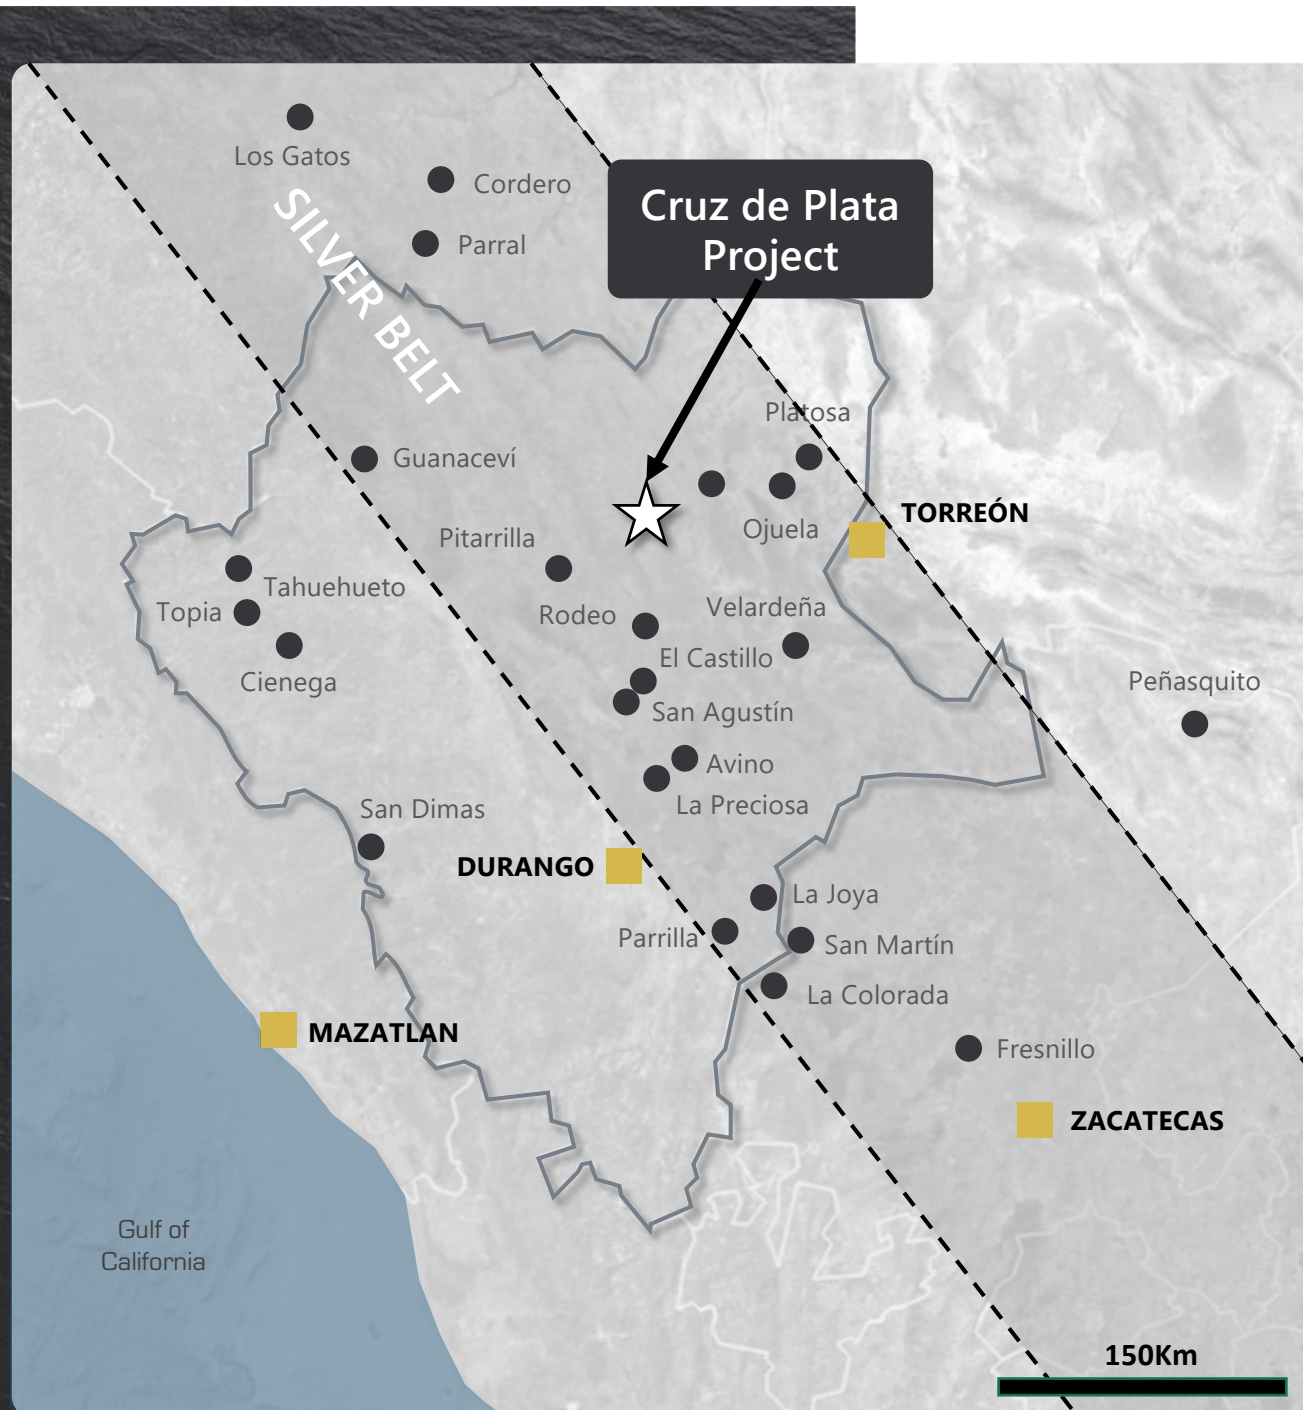 Los Gatos
Cordero
Parral
SILVER BELT
Cruz de Plata
Project
Platosa
Guanaceví
TORREÓN
Ojuela
Pitarrilla
Tahuehueto
Topia
Rodeo
Velardeña
El Castillo
Cienega
Peñasquito
San Agustín
Avino
La Preciosa
San Dimas
DURANGO
La Joya
Parrilla
San Martín
La Colorada
MAZATLAN
Fresnillo
ZACATECAS
Gulf of
California
150Km